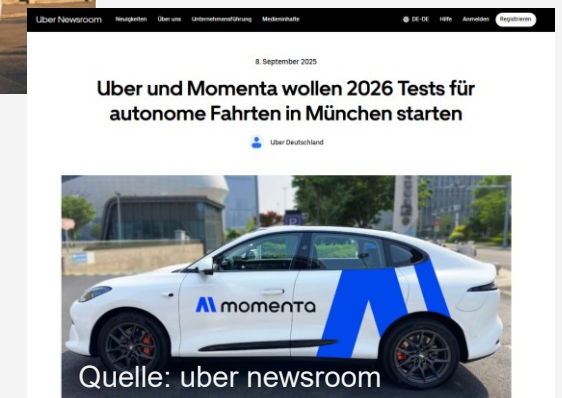 Uber Newsroom Neuigkeiten Über uns Unternehmensführung Medieninhalte DE-DE Hilfe Anmelden Registrieren
8. September 2025
Uber und Momenta wollen 2026 Tests für
autonome Fahrten in München starten
Uber Deutschland
momenta
Quelle: uber newsroom